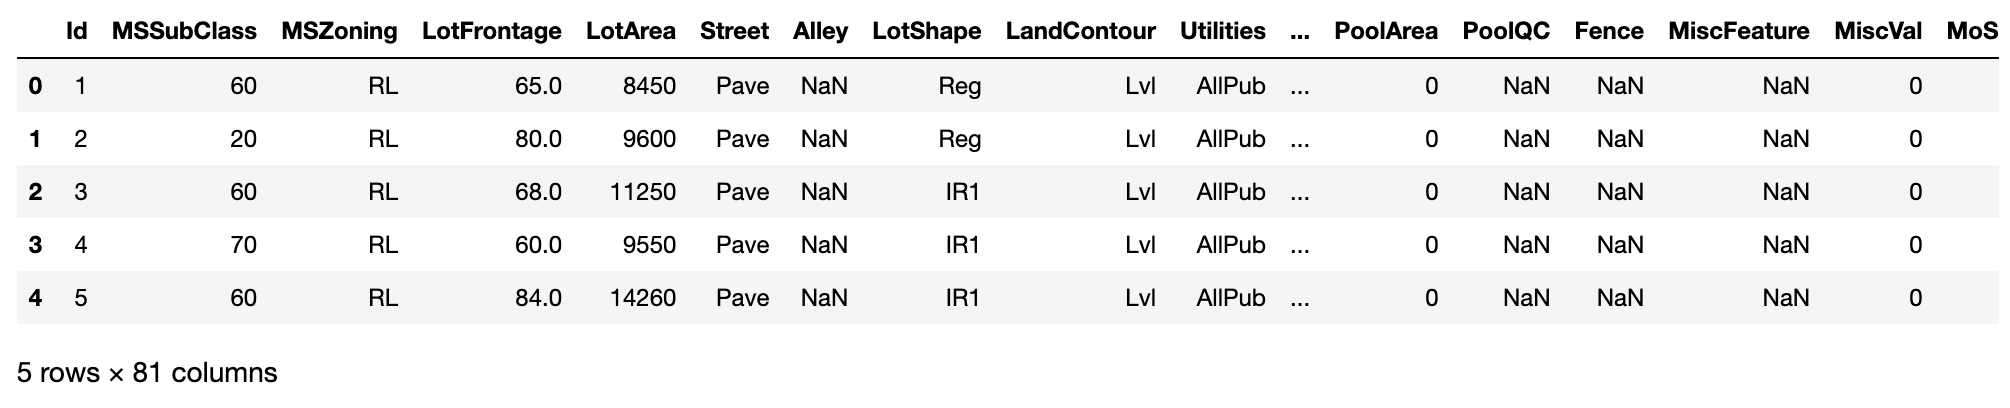 Id MSSubClass MSZoning LotFrontage LotArea Street Alley LotShape LandContour Utilities ... PoolArea PoolQC Fence MiscFeature MiscVal MoS
0 1 60 RL 65.0 8450 Pave NaN Reg Lvl AllPub ... 0 NaN NaN NaN 0
1 2 20 RL 80.0 9600 Pave NaN Reg Lvl AllPub ... 0 NaN NaN NaN 0
2 3 60 RL 68.0 11250 Pave NaN IR1 Lvl AllPub ... 0 NaN NaN NaN 0
3 4 70 RL 60.0 9550 Pave NaN IR1 Lvl AllPub ... 0 NaN NaN NaN 0
4 5 60 RL 84.0 14260 Pave NaN IR1 Lvl AllPub ... 0 NaN NaN NaN 0
5 rows × 81 columns